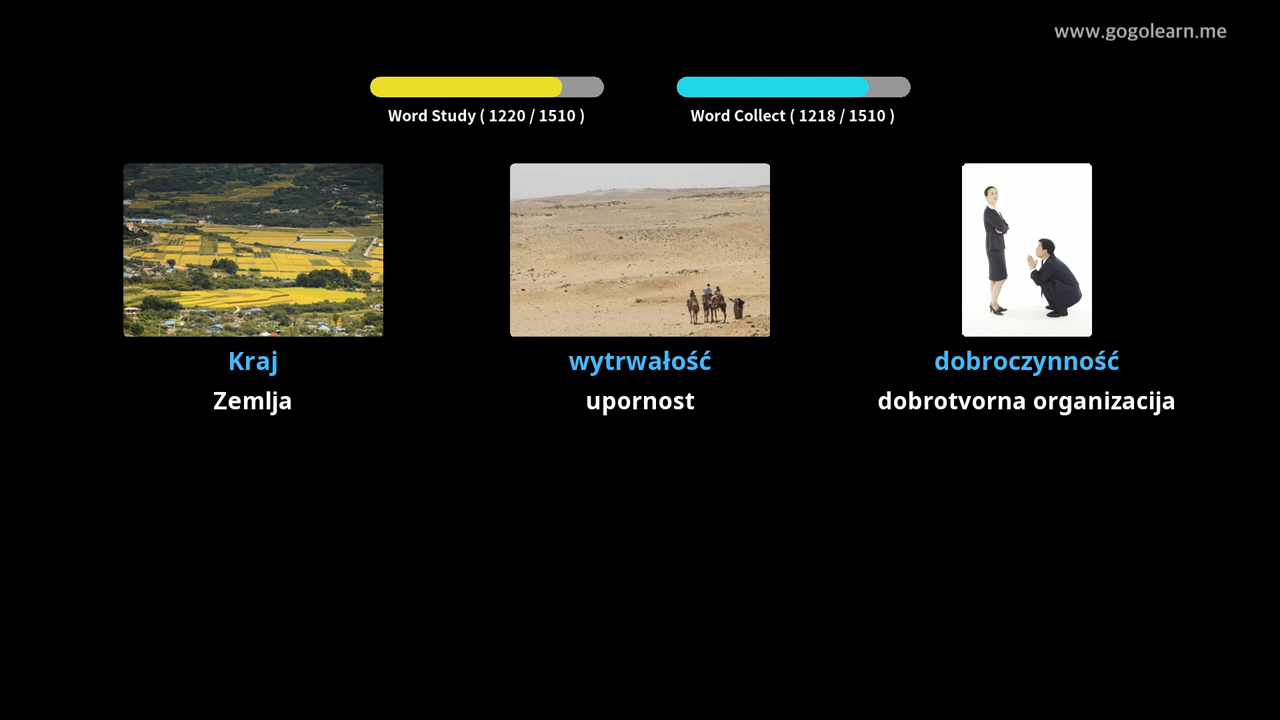 www.gogolearn.me
Word Study ( 1220 / 1510 )
Word Collect ( 1218 / 1510 )
Kraj
Zemlja
wytrwałość
upornost
dobroczynność
dobrotvorna organizacija